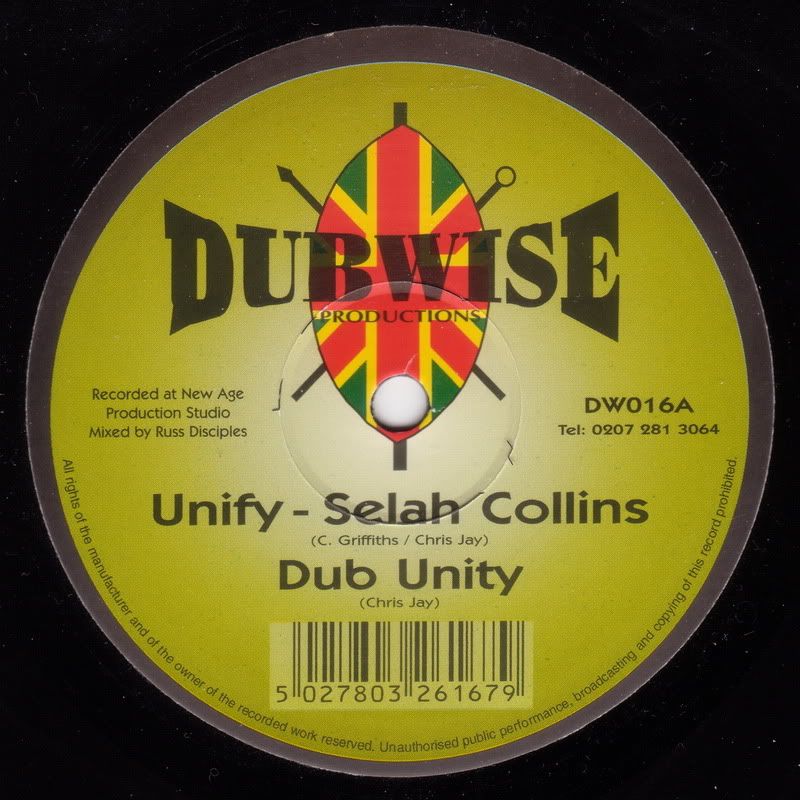 DUBWISE
PRODUCTIONS
Recorded at New Age
Production Studio
Mixed by Russ Disciples
DW016A
Tel: 0207 281 3064
Unify - Selah Collins
(C. Griffiths / Chris Jay)
Dub Unity
(Chris Jay)
5 027803 261679
All rights of the manufacturer and of the owner of the recorded work reserved. Unauthorised public performance, broadcasting and copying of this record prohibited.